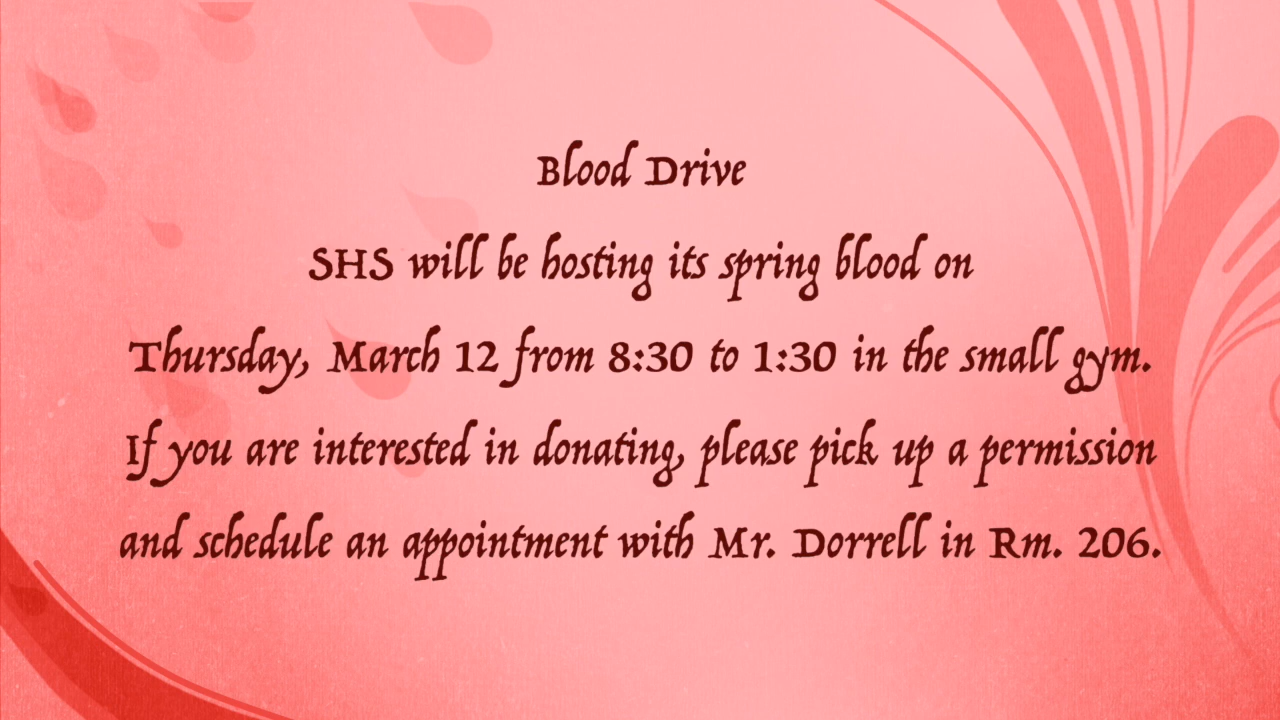 Blood Drive
SHS will be hosting its spring blood on
Thursday, March 12 from 8:30 to 1:30 in the small gym.
If you are interested in donating, please pick up a permission
and schedule an appointment with Mr. Dorrell in Rm. 206.